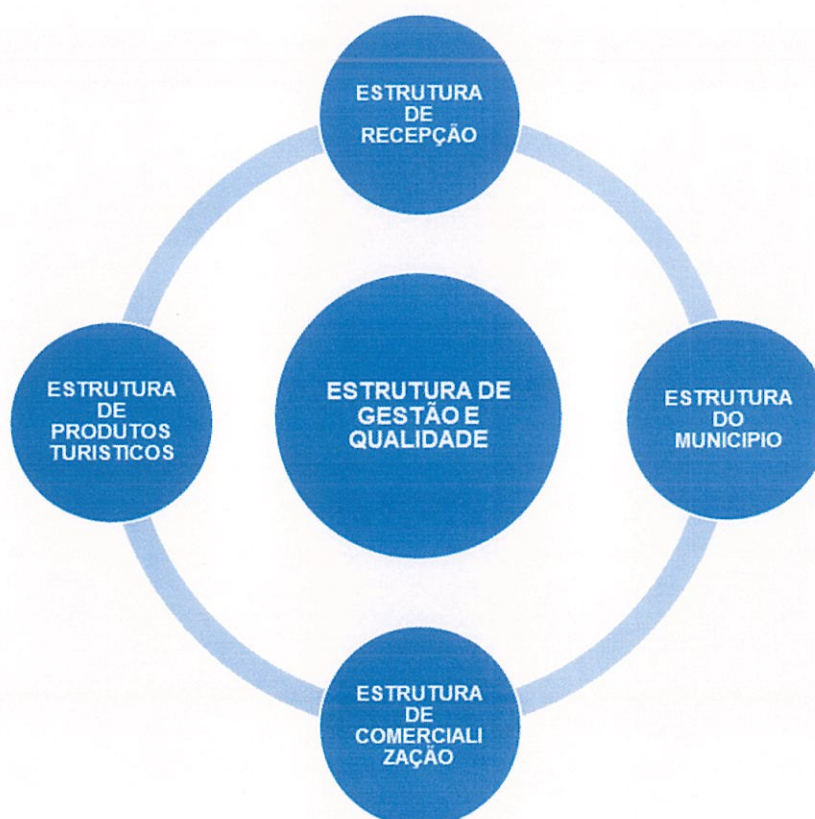 ESTRUTURA
DE
RECEPÇÃO
ESTRUTURA
DE
PRODUTOS
TURISTICOS
ESTRUTURA DE
GESTÃO E
QUALIDADE
ESTRUTURA
DO
MUNICIPIO
ESTRUTURA
DE
COMERCIALI
ZAÇÃO